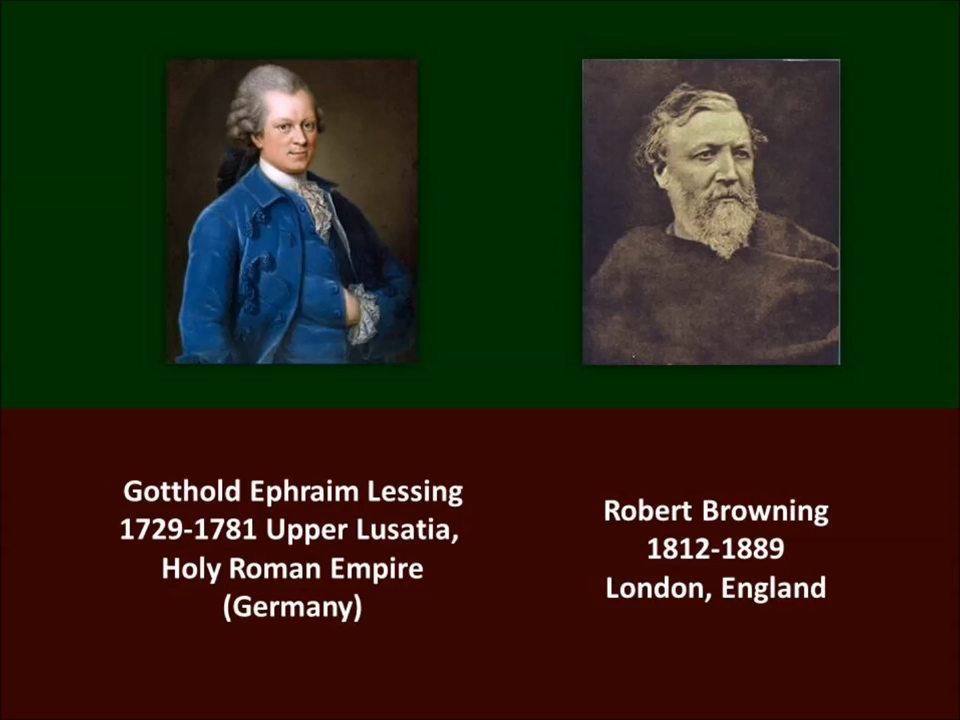 Gotthold Ephraim Lessing
1729-1781 Upper Lusatia,
Holy Roman Empire
(Germany)
Robert Browning
1812-1889
London, England